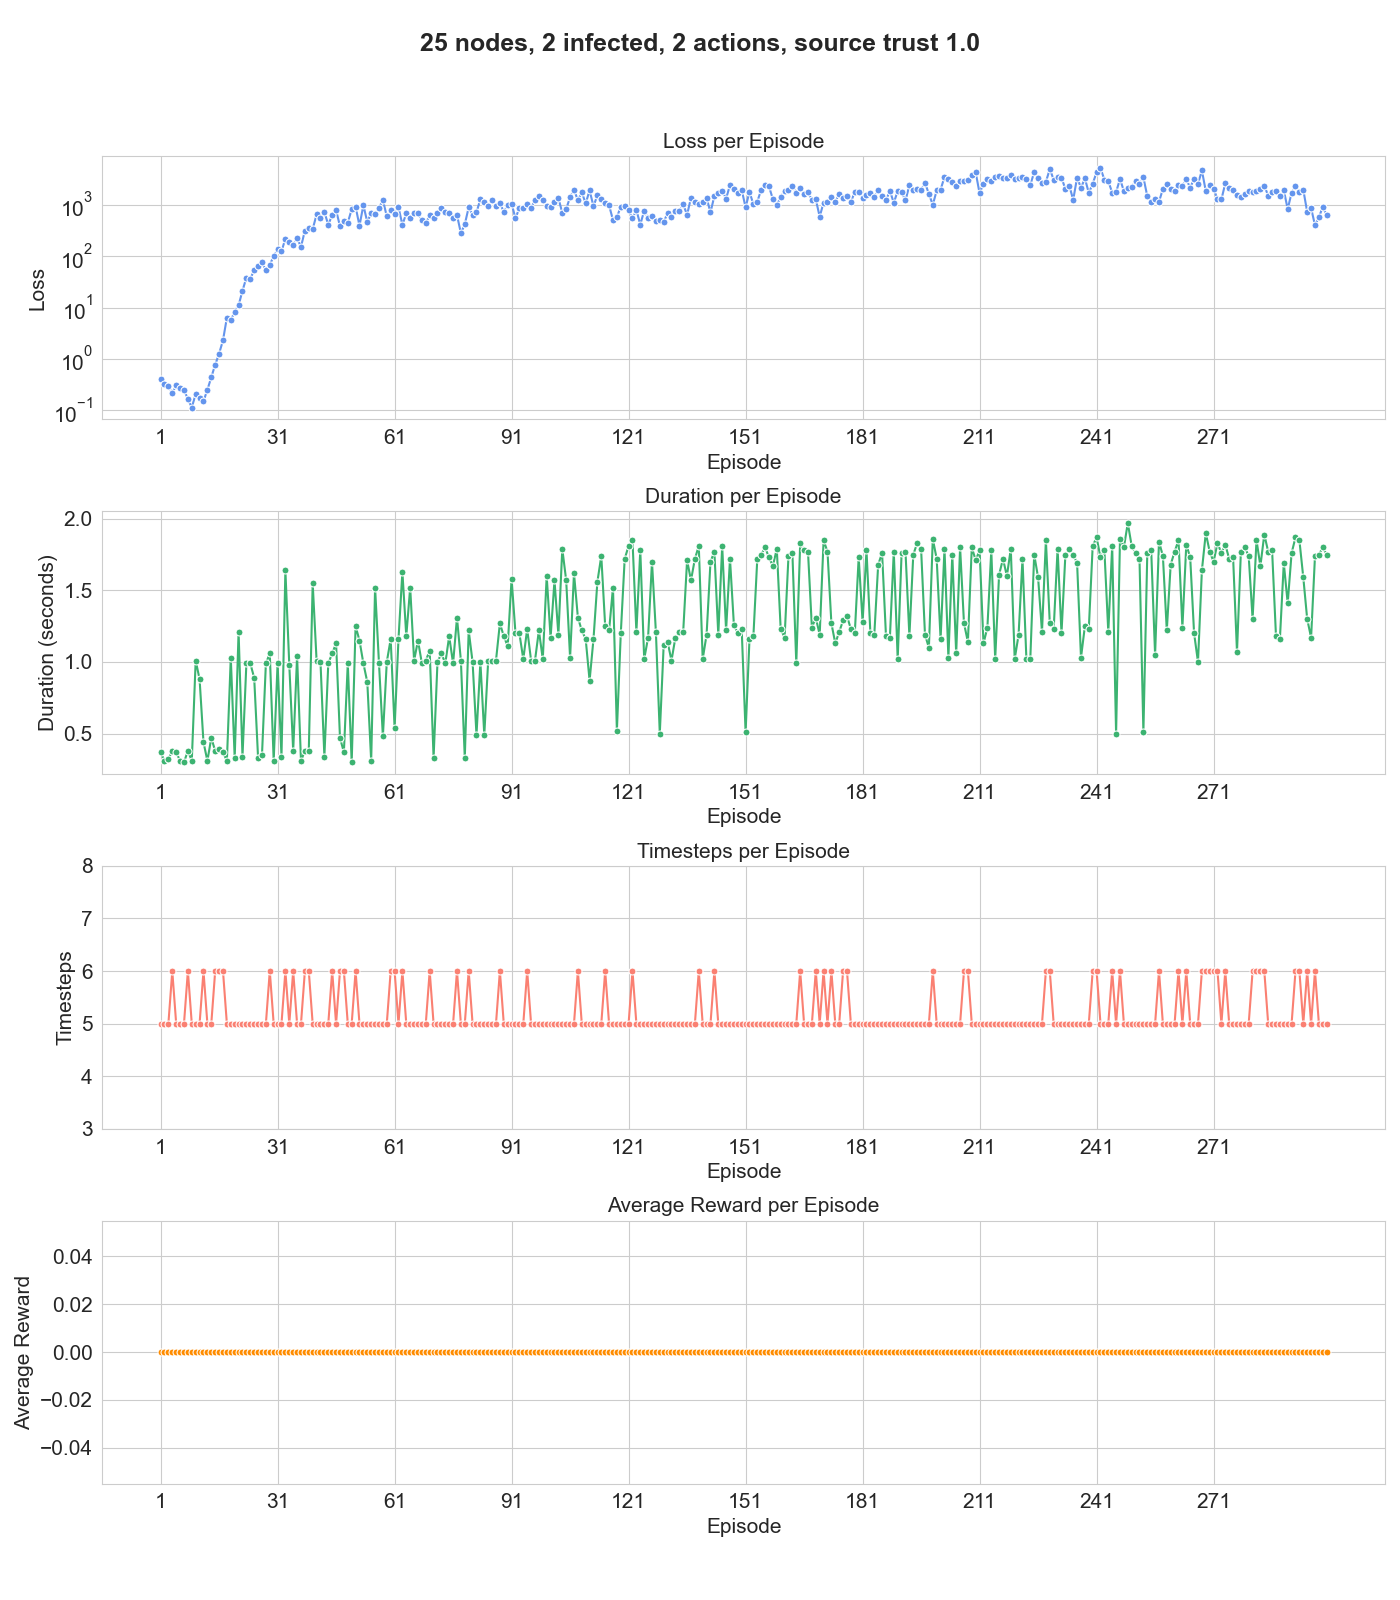 25 nodes, 2 infected, 2 actions, source trust 1.0
Loss per Episode
Loss
10³
10²
10¹
10⁰
10⁻¹
1 31 61 91 121 151 181 211 241 271
Episode
Duration per Episode
Duration (seconds)
2.0
1.5
1.0
0.5
1 31 61 91 121 151 181 211 241 271
Episode
Timesteps per Episode
Timesteps
8
7
6
5
4
3
1 31 61 91 121 151 181 211 241 271
Episode
Average Reward per Episode
Average Reward
0.04
0.02
0.00
−0.02
−0.04
1 31 61 91 121 151 181 211 241 271
Episode